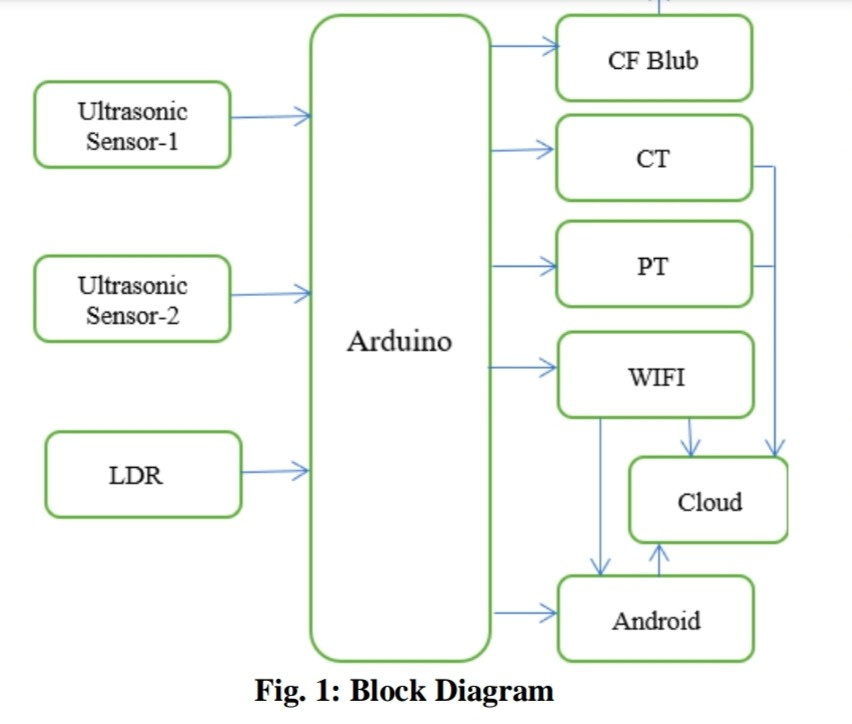 CF Blub
Ultrasonic
Sensor-1
CT
Ultrasonic
Sensor-2
PT
Arduino
WIFI
LDR
Cloud
Android
Fig. 1: Block Diagram